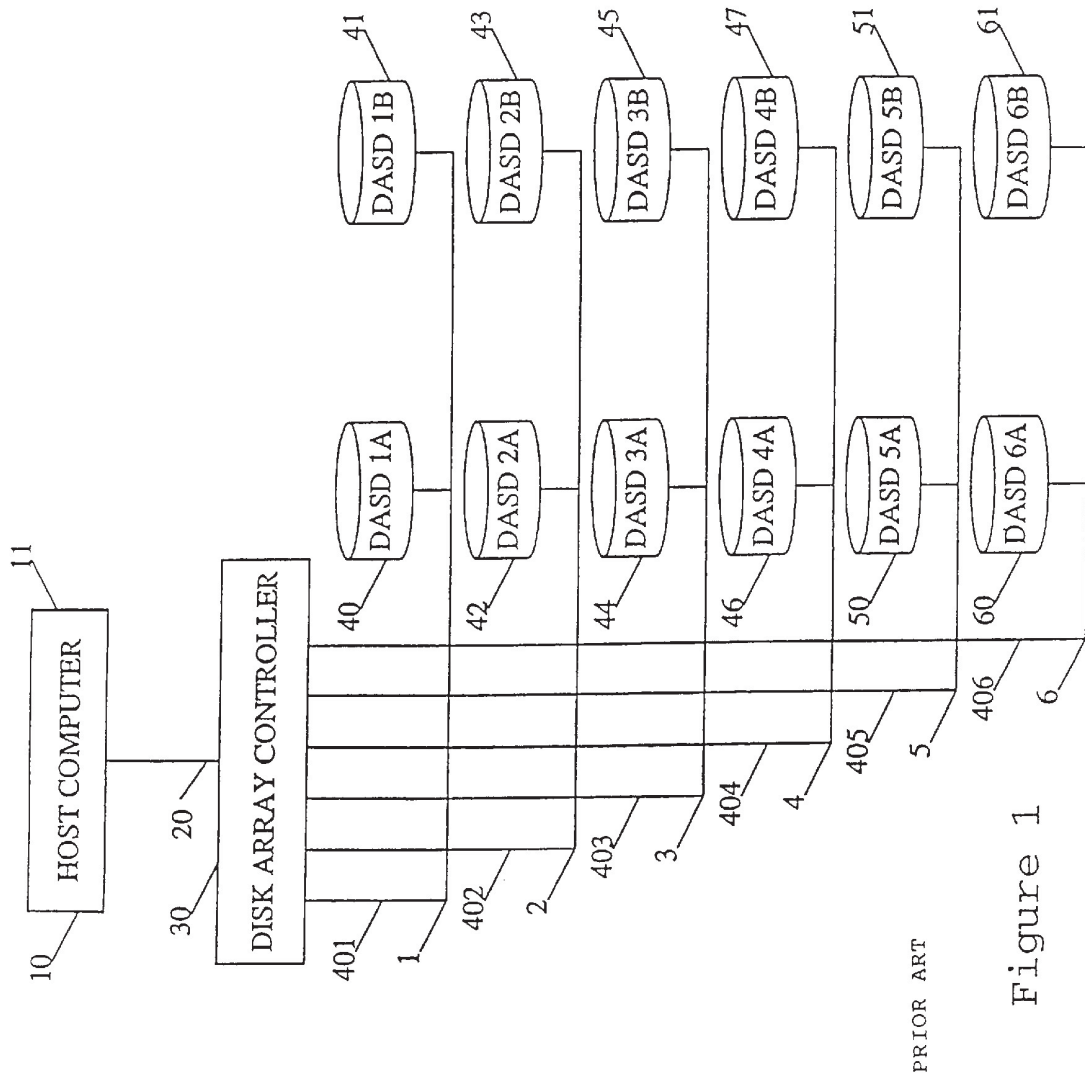 11
10
HOST COMPUTER
20
30
DISK ARRAY CONTROLLER
401
1
40
DASD 1A
DASD 1B
41
402
2
42
DASD 2A
DASD 2B
43
403
3
44
DASD 3A
DASD 3B
45
404
4
46
DASD 4A
DASD 4B
47
405
5
50
DASD 5A
DASD 5B
51
406
6
60
DASD 6A
DASD 6B
61
PRIOR ART
Figure 1